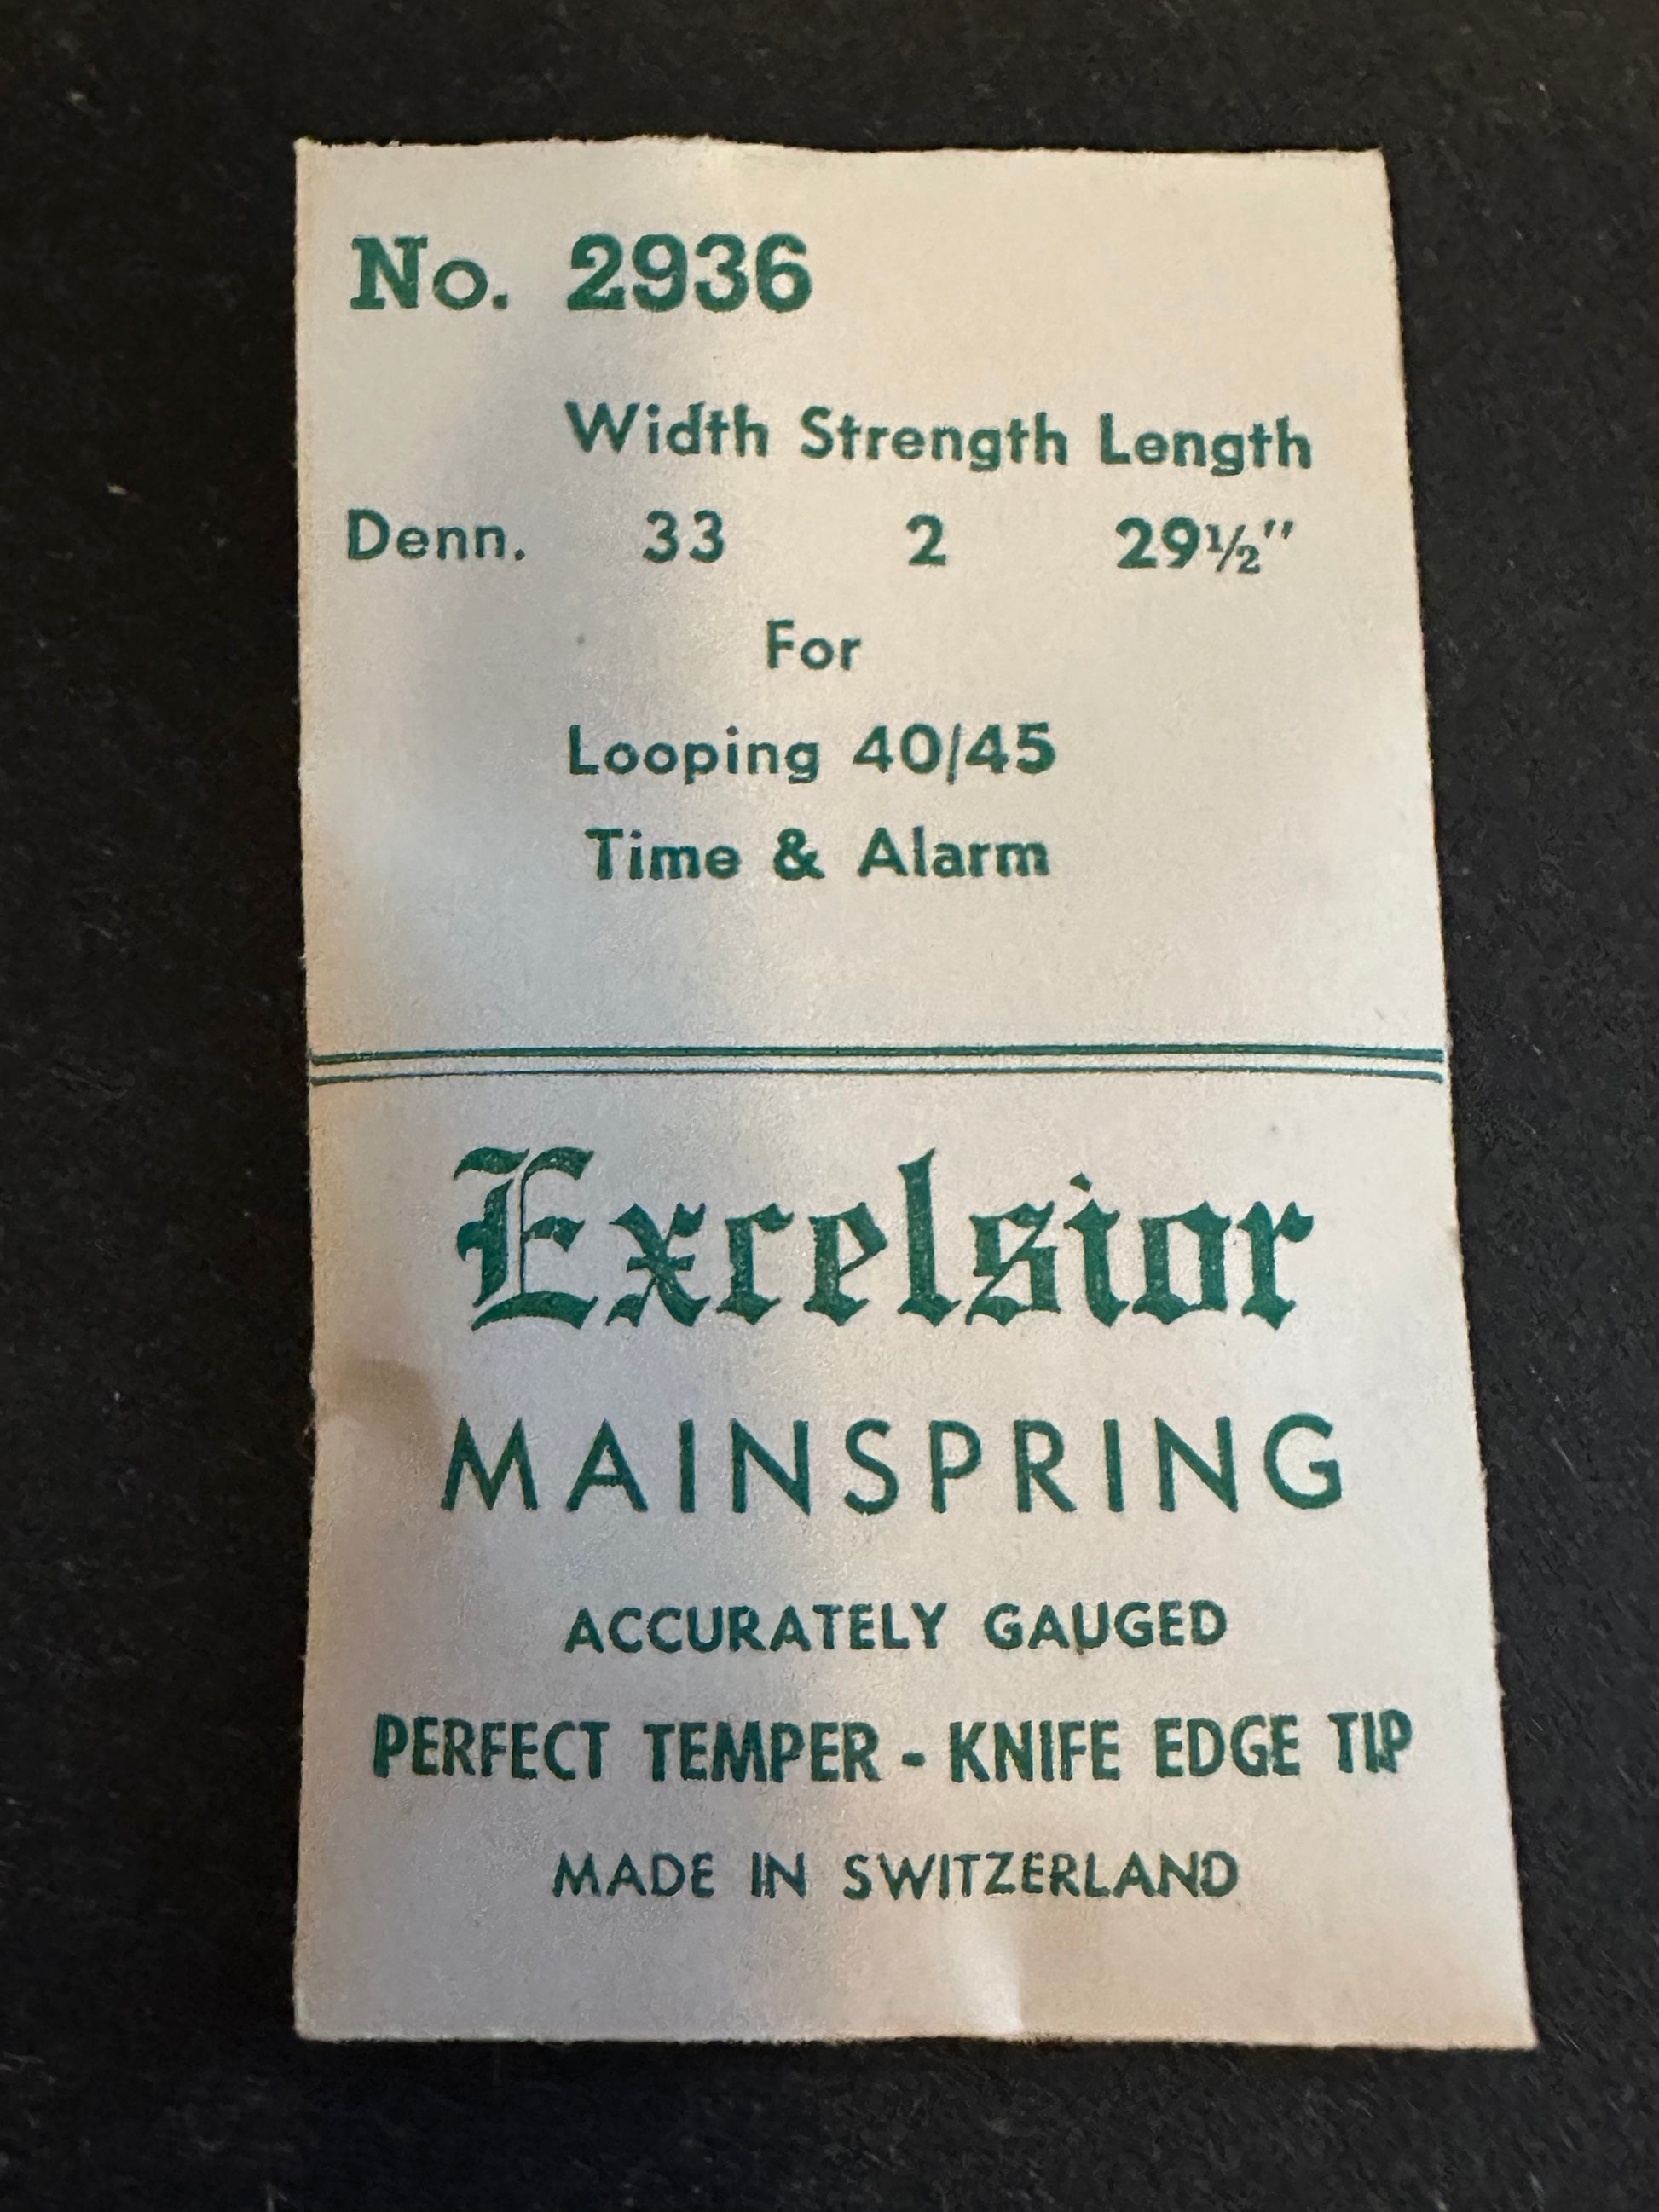 No. 2936
Width Strength Length
Denn. 33 2 29½"
For
Looping 40/45
Time & Alarm
Excelsior
MAINSPRING
ACCURATELY GAUGED
PERFECT TEMPER - KNIFE EDGE TIP
MADE IN SWITZERLAND